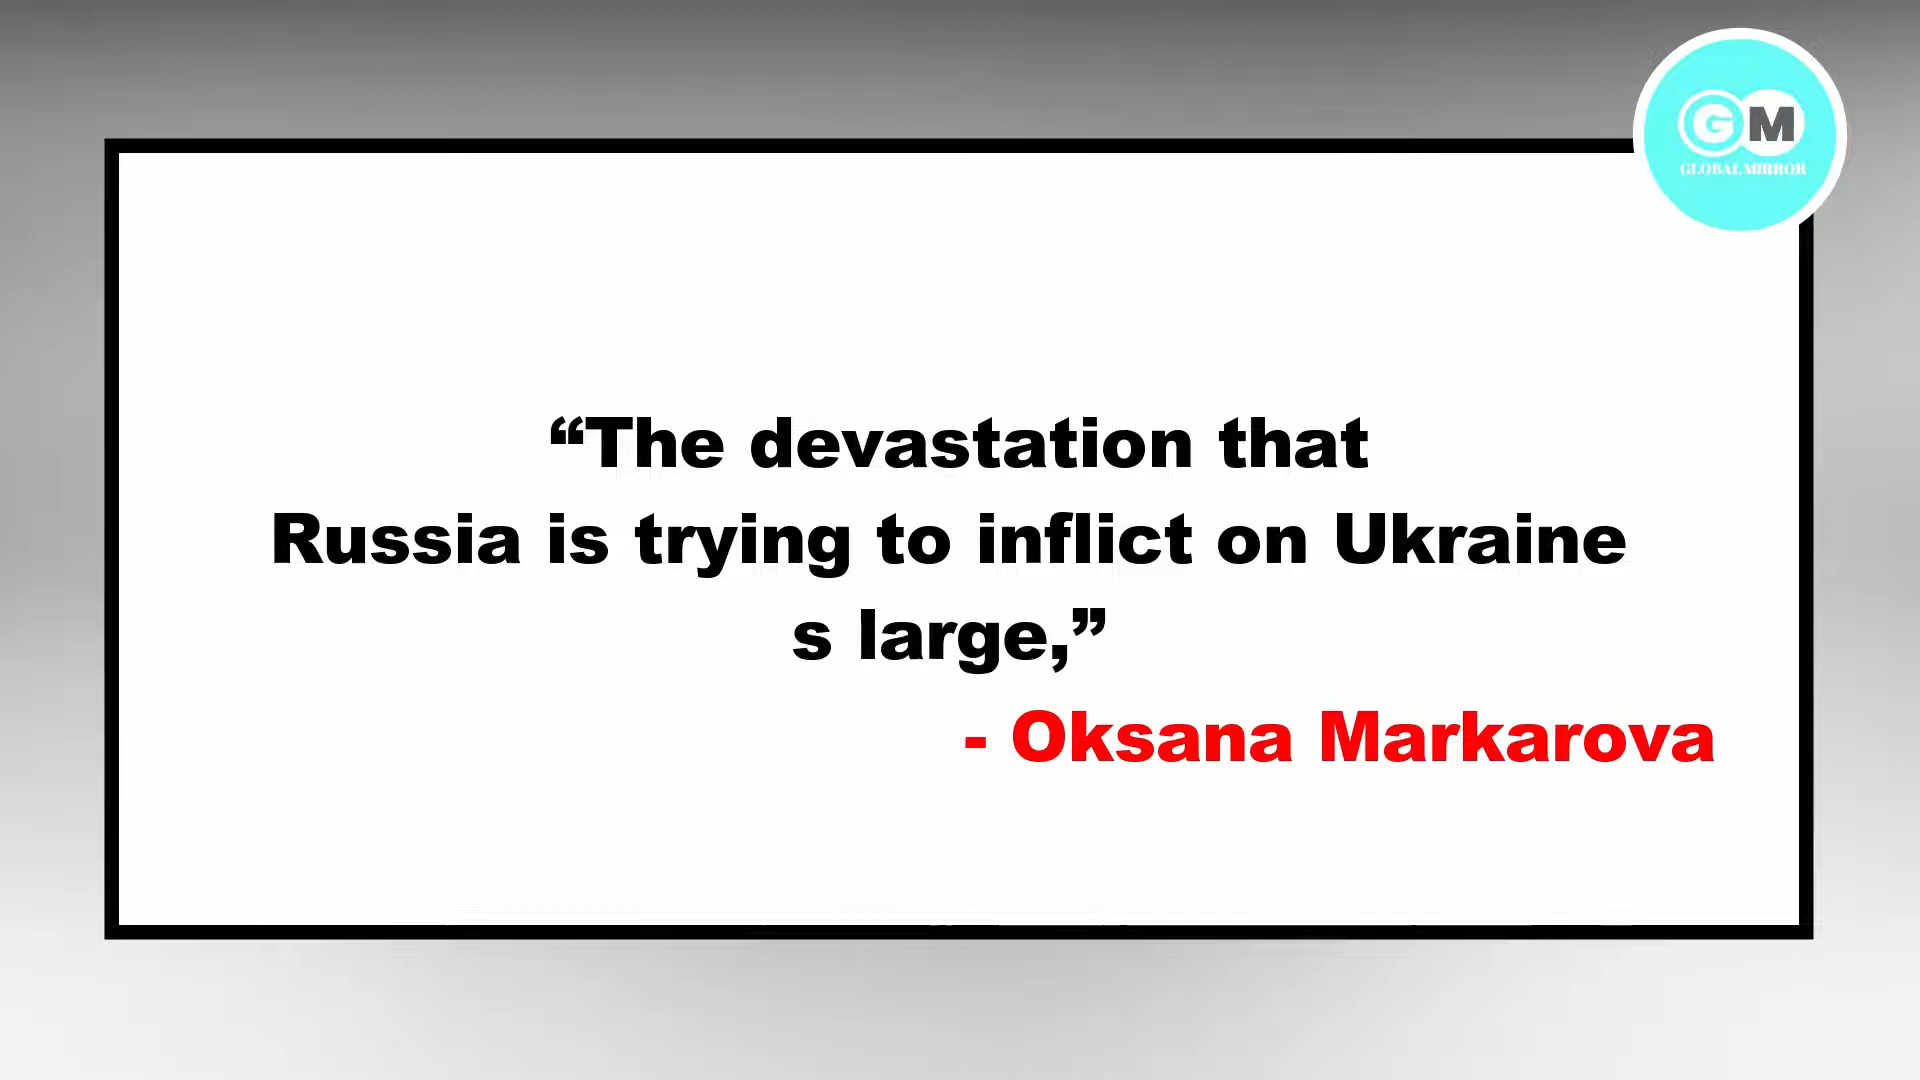 GM
GLOBAL MIRROR
“The devastation that
Russia is trying to inflict on Ukraine
s large,”
- Oksana Markarova